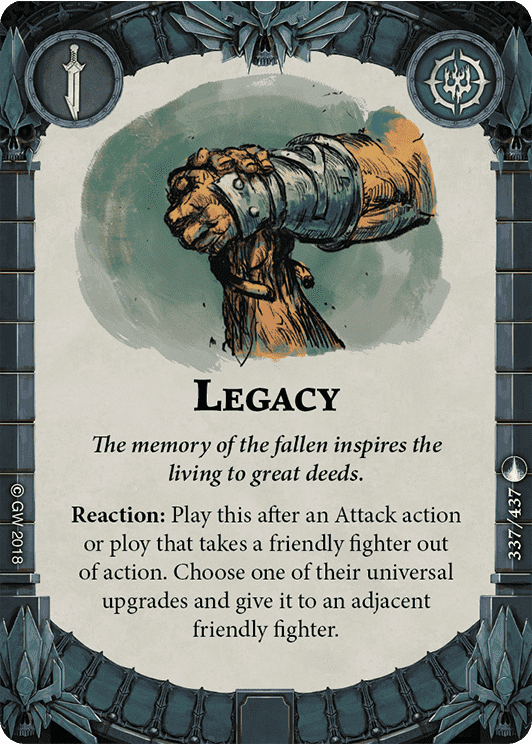 Legacy
The memory of the fallen inspires the
living to great deeds.
Reaction: Play this after an Attack action
or ploy that takes a friendly fighter out
of action. Choose one of their universal
upgrades and give it to an adjacent
friendly fighter.
© GW 2018
337/437